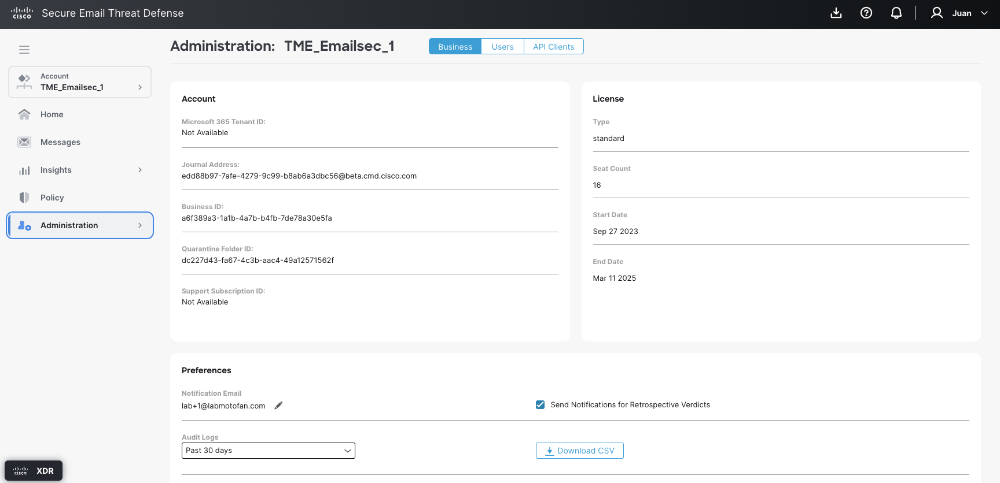 CISCO
Secure Email Threat Defense
Juan
Account
TME_Emailsec_1
Home
Messages
Insights
Policy
Administration
Administration: TME_Emailsec_1
Business
Users
API Clients
Account
Microsoft 365 Tenant ID:
Not Available
Journal Address:
edd88b97-7afe-4279-9c99-b8ab6a3dbc56@beta.cmd.cisco.com
Business ID:
a6f389a3-1a1b-4a7b-b4fb-7de78a30e5fa
Quarantine Folder ID:
dc227d43-fa67-4c3b-aac4-49a12571562f
Support Subscription ID:
Not Available
License
Type
standard
Seat Count
16
Start Date
Sep 27 2023
End Date
Mar 11 2025
Preferences
Notification Email
lab+1@labmotofan.com
Send Notifications for Retrospective Verdicts
Audit Logs
Past 30 days
Download CSV
CISCO
XDR